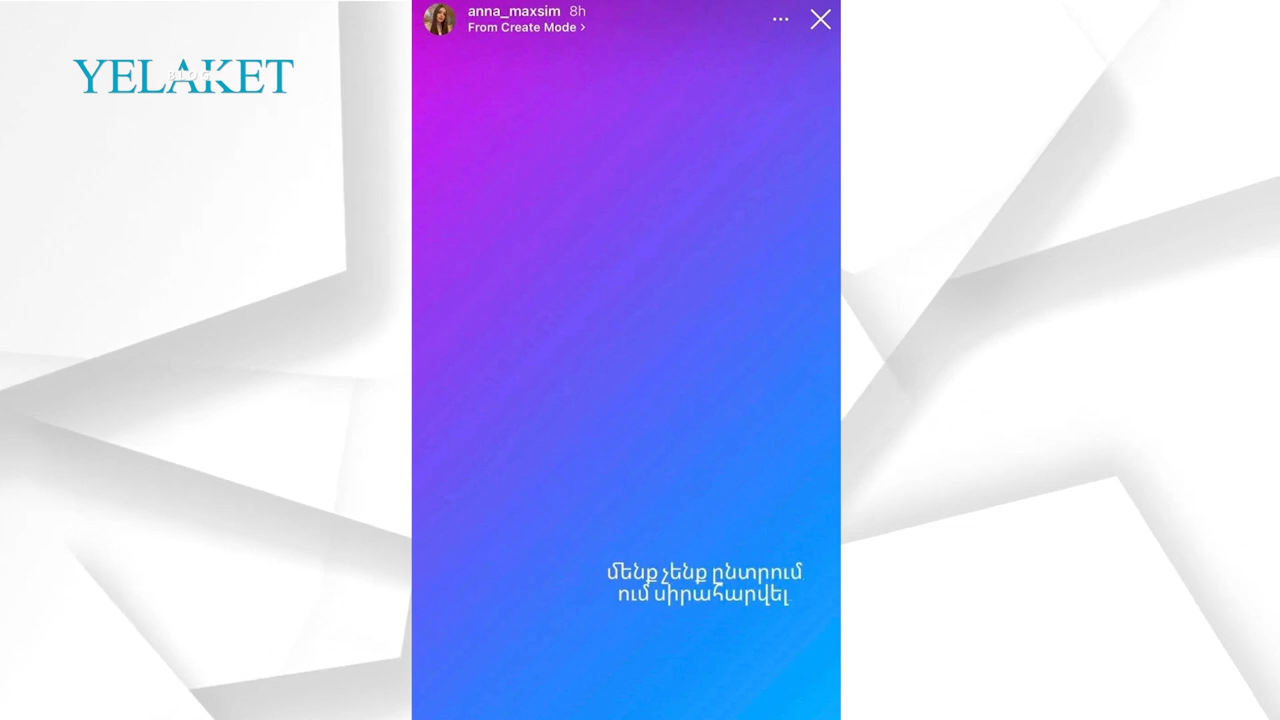 anna_maxsim 8h
From Create Mode >
YELAKET
BLOG
մենք չենք ընտրում
ում սիրահարվել